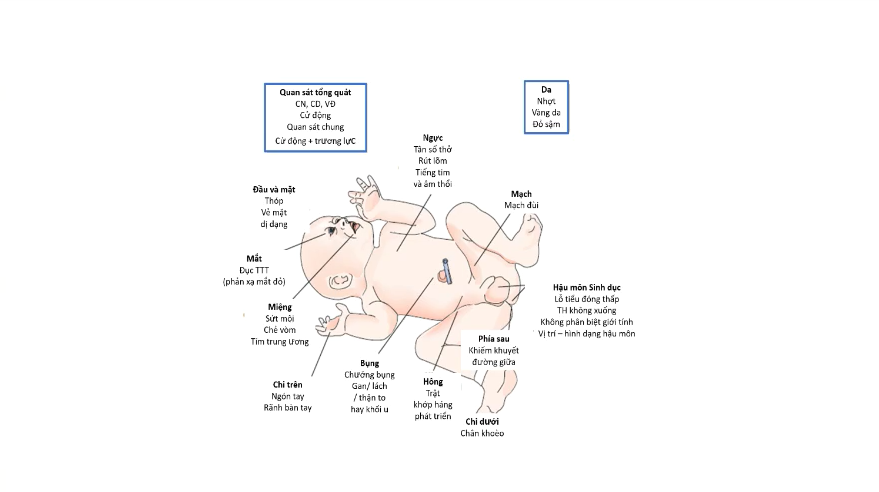 Quan sát tổng quát
CN, CD, VĐ
Cử động
Quan sát chung
Cử động + trương lực
Da
Nhợt
Vàng da
Đỏ sậm
Ngực
Tần số thở
Rút lõm
Tiếng tim
và âm thổi
Đầu và mặt
Thóp
Vẻ mặt
dị dạng
Mạch
Mạch đùi
Mắt
Đục TTT
(phản xạ mắt đỏ)
Miệng
Sứt môi
Chẻ vòm
Tím trung ương
Hậu môn Sinh dục
Lỗ tiểu đóng thấp
TH không xuống
Không phân biệt giới tính
Vị trí – hình dạng hậu môn
Phía sau
Khiếm khuyết
đường giữa
Bụng
Chướng bụng
Gan/ lách
/ thận to
hay khối u
Chi trên
Ngón tay
Rãnh bàn tay
Hông
Trật
khớp háng
phát triển
Chi dưới
Chân khoèo